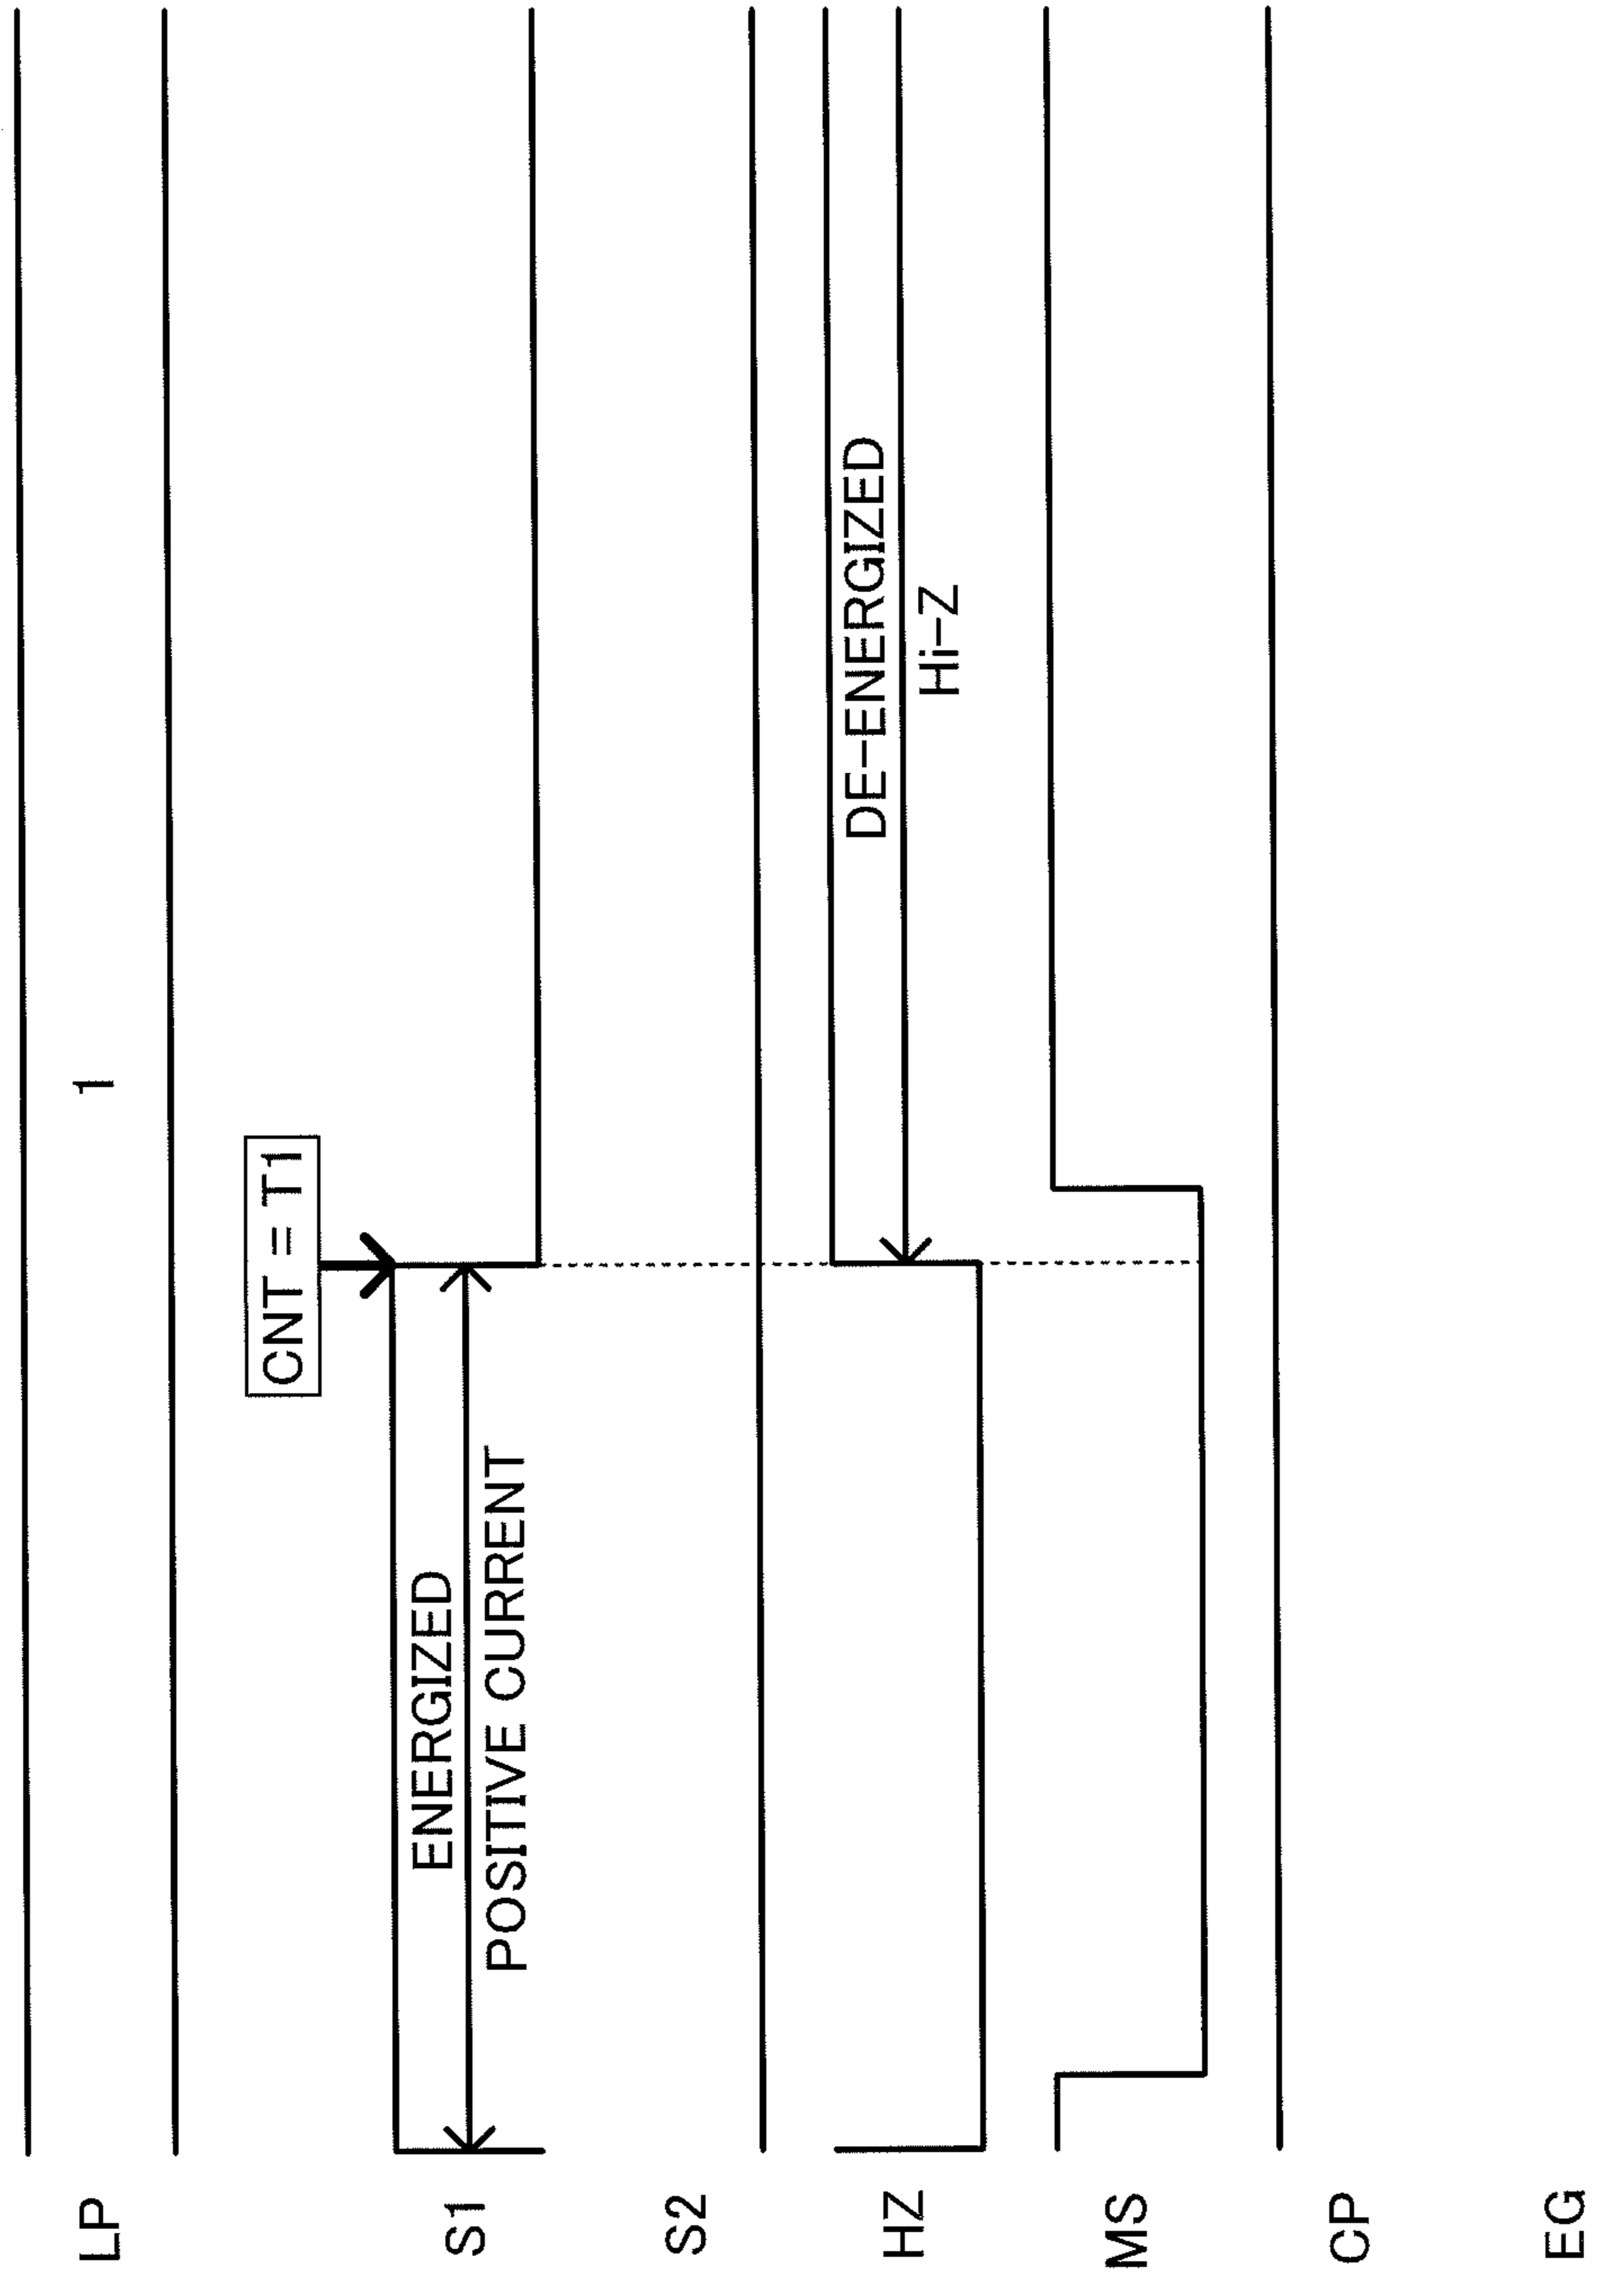 LP
1
CNT = T1
S1
ENERGIZED
POSITIVE CURRENT
S2
HZ
DE-ENERGIZED
Hi-Z
MS
CP
EG